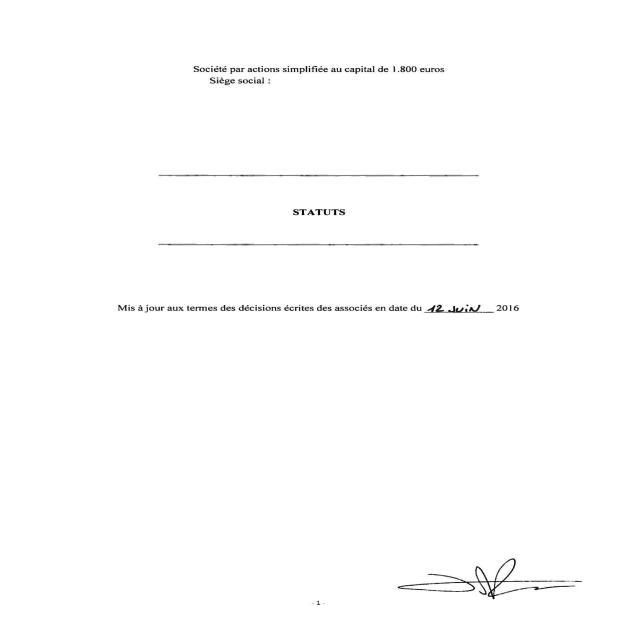 Société par actions simplifiée au capital de 1.800 euros
Siège social :
STATUTS
Mis à jour aux termes des décisions écrites des associés en date du 12 JUIN 2016
- 1 -